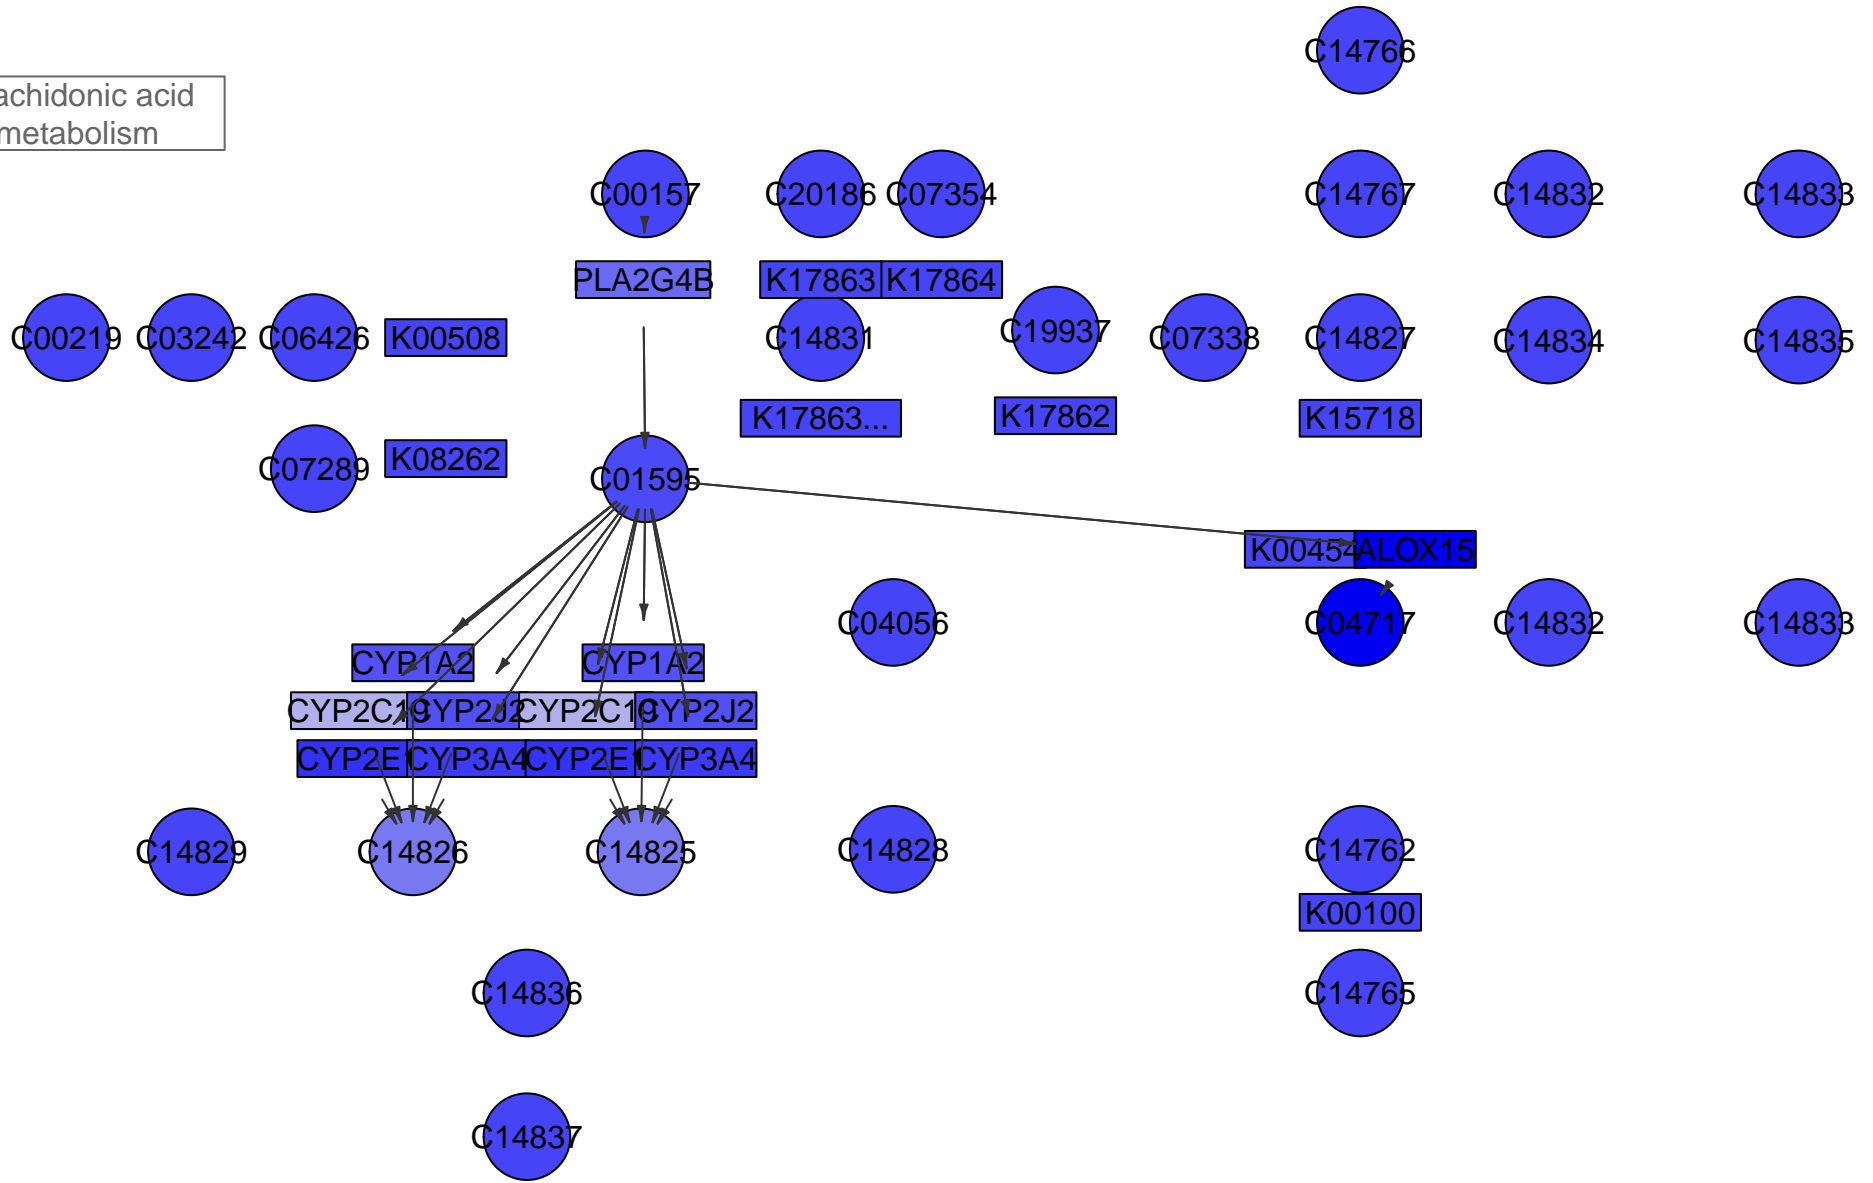 C14766
achidonic acid
metabolism
C00157
C20186
C07354
C14767
C14832
C14833
PLA2G4B
K17863
K17864
C00219
C03242
C06426
K00508
C14831
C19937
C07338
C14827
C14834
C14835
K17863...
K17862
K15718
C07289
K08262
C01595
K00454
ALOX15
C04056
C04717
C14832
C14833
CYP1A2
CYP1A2
CYP2C19
CYP2J2
CYP2C19
CYP2J2
CYP2E1
CYP3A4
CYP2E1
CYP3A4
C14829
C14826
C14825
C14828
C14762
K00100
C14836
C14765
C14837